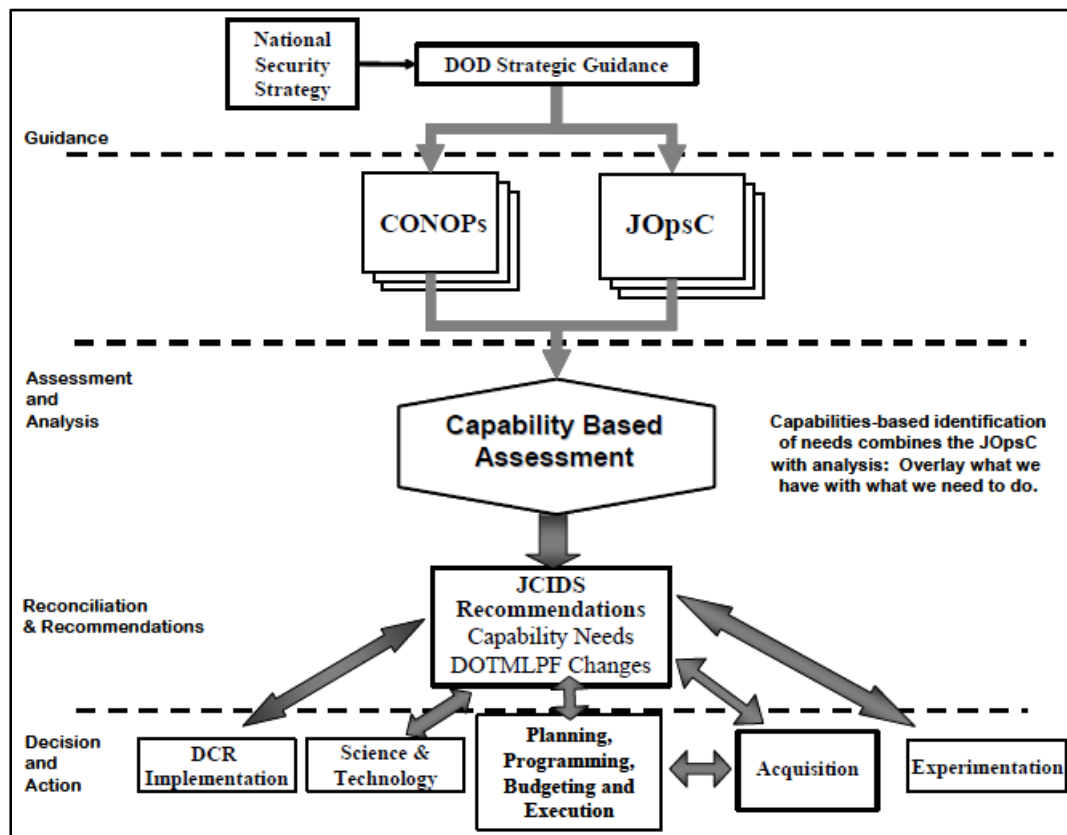 National
Security
Strategy
DOD Strategic Guidance
Guidance
CONOPs
JOpsC
Assessment
and
Analysis
Capability Based
Assessment
Capabilities-based identification
of needs combines the JOpsC
with analysis: Overlay what we
have with what we need to do.
JCIDS
Recommendations
Capability Needs
DOTMLPF Changes
Reconciliation
& Recommendations
Decision
and
Action
DCR
Implementation
Science &
Technology
Planning,
Programming,
Budgeting and
Execution
Acquisition
Experimentation